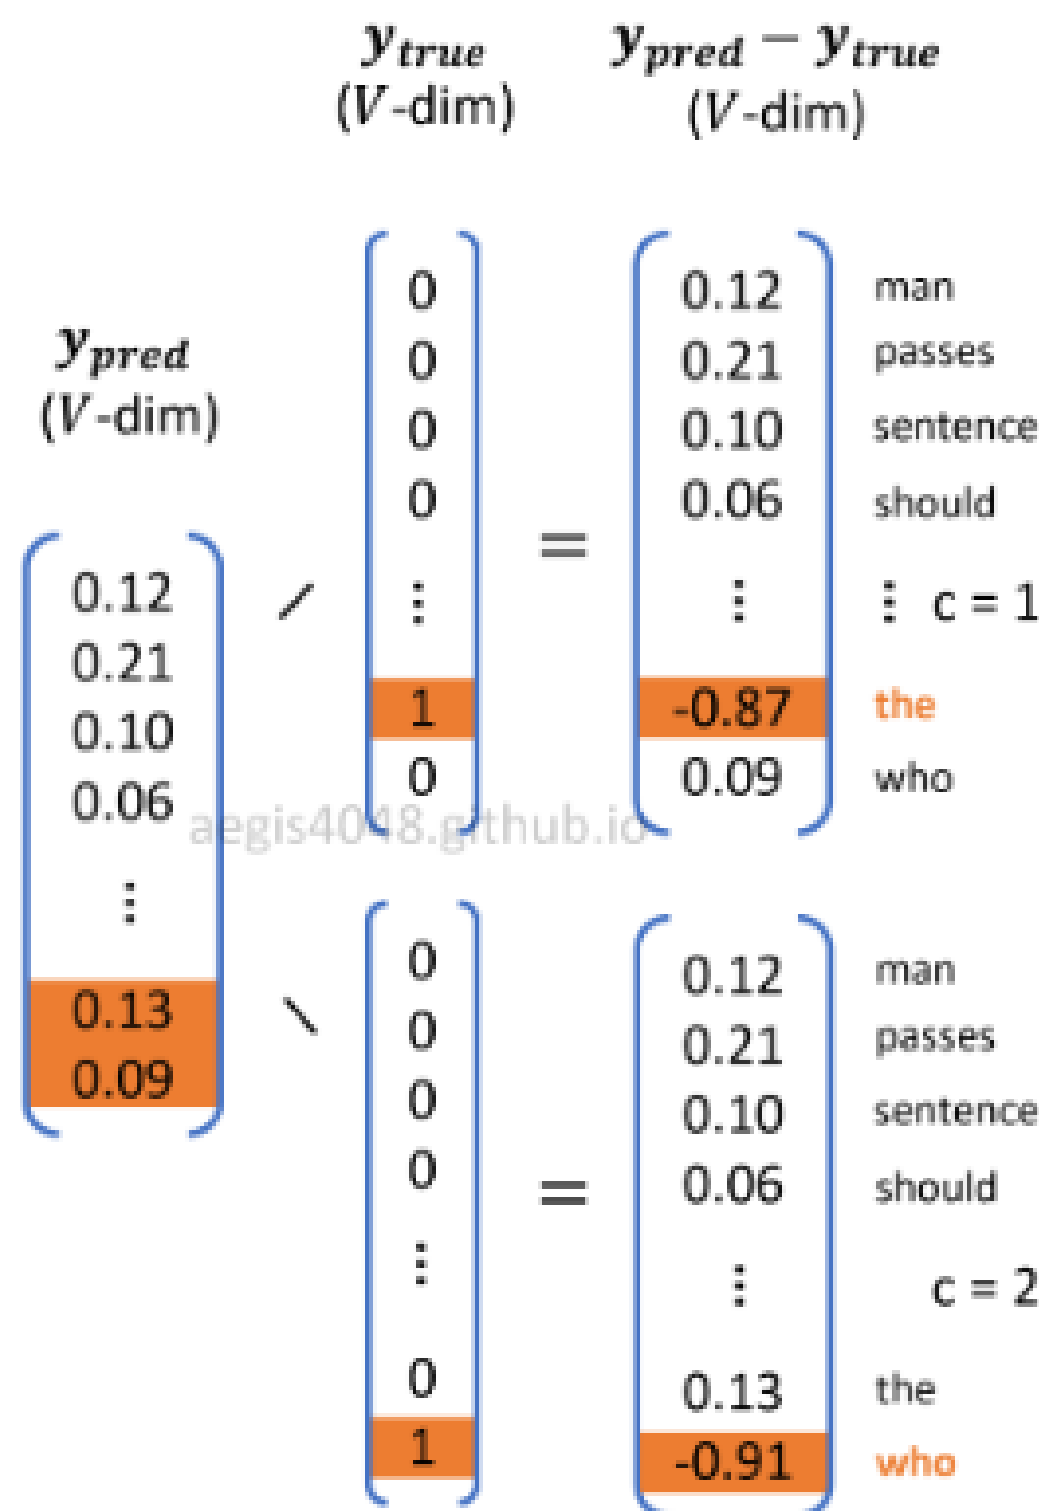 y_true
(V-dim)
y_pred − y_true
(V-dim)
y_pred
(V-dim)
0.12
0.21
0.10
0.06
⋮
0.13
0.09
0
0
0
0
⋮
1
0
=
0.12
0.21
0.10
0.06
⋮
-0.87
0.09
man
passes
sentence
should
⋮ c = 1
the
who
aegis4048.github.io
0
0
0
0
⋮
0
1
=
0.12
0.21
0.10
0.06
⋮
0.13
-0.91
man
passes
sentence
should
c = 2
the
who